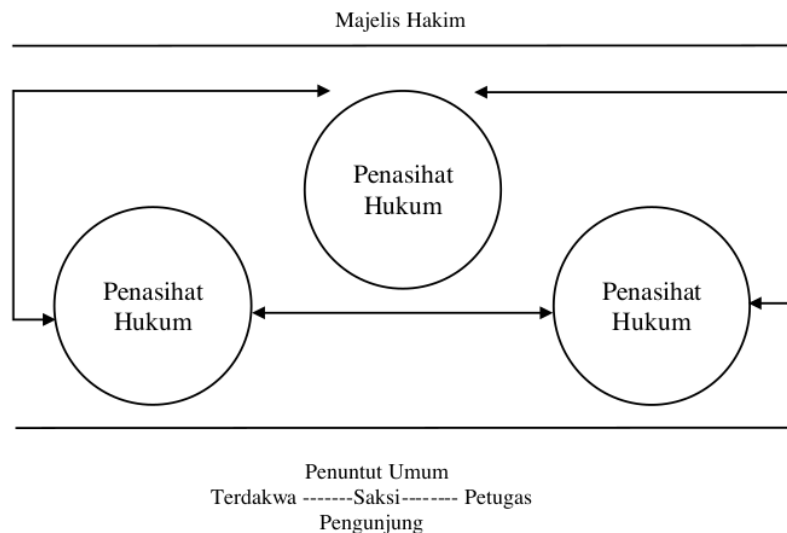 Majelis Hakim
Penasihat
Hukum
Penasihat
Hukum
Penasihat
Hukum
Penuntut Umum
Terdakwa -------Saksi-------- Petugas
Pengunjung